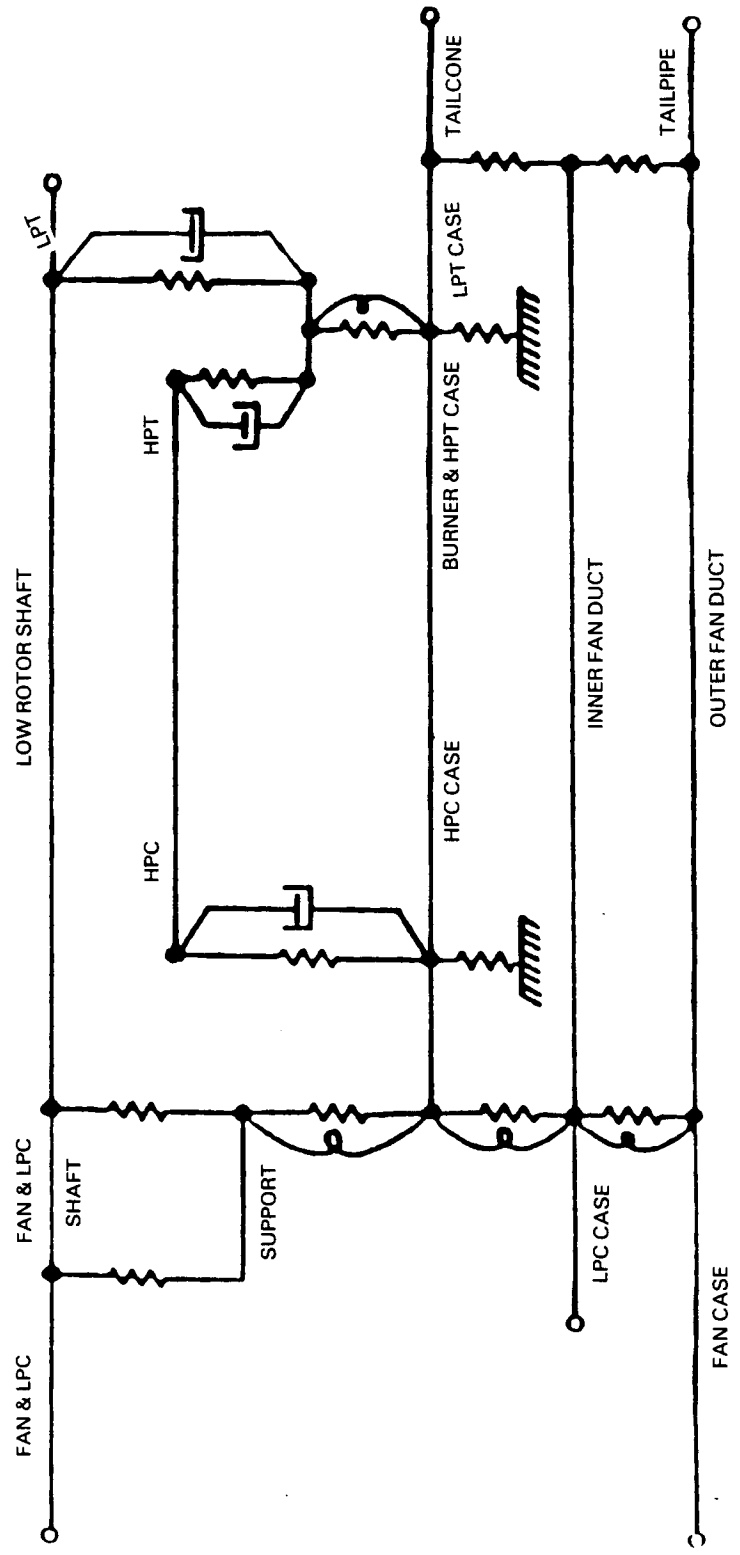 FAN & LPC
FAN & LPC
SHAFT
LOW ROTOR SHAFT
LPT
SUPPORT
HPC
HPT
LPC CASE
HPC CASE
BURNER & HPT CASE
LPT CASE
TAILCONE
INNER FAN DUCT
FAN CASE
OUTER FAN DUCT
TAILPIPE